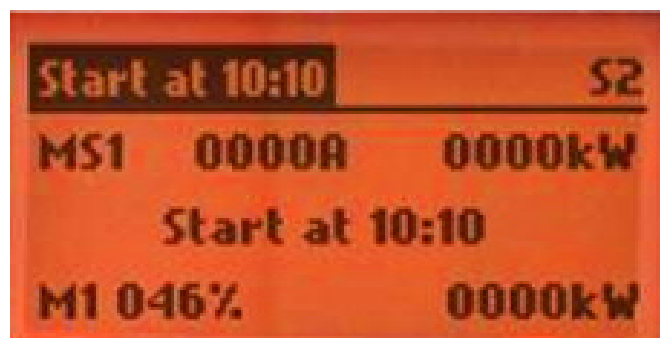 Start at 10:10 S2
MS1 0000A 0000kW
Start at 10:10
M1 046% 0000kW